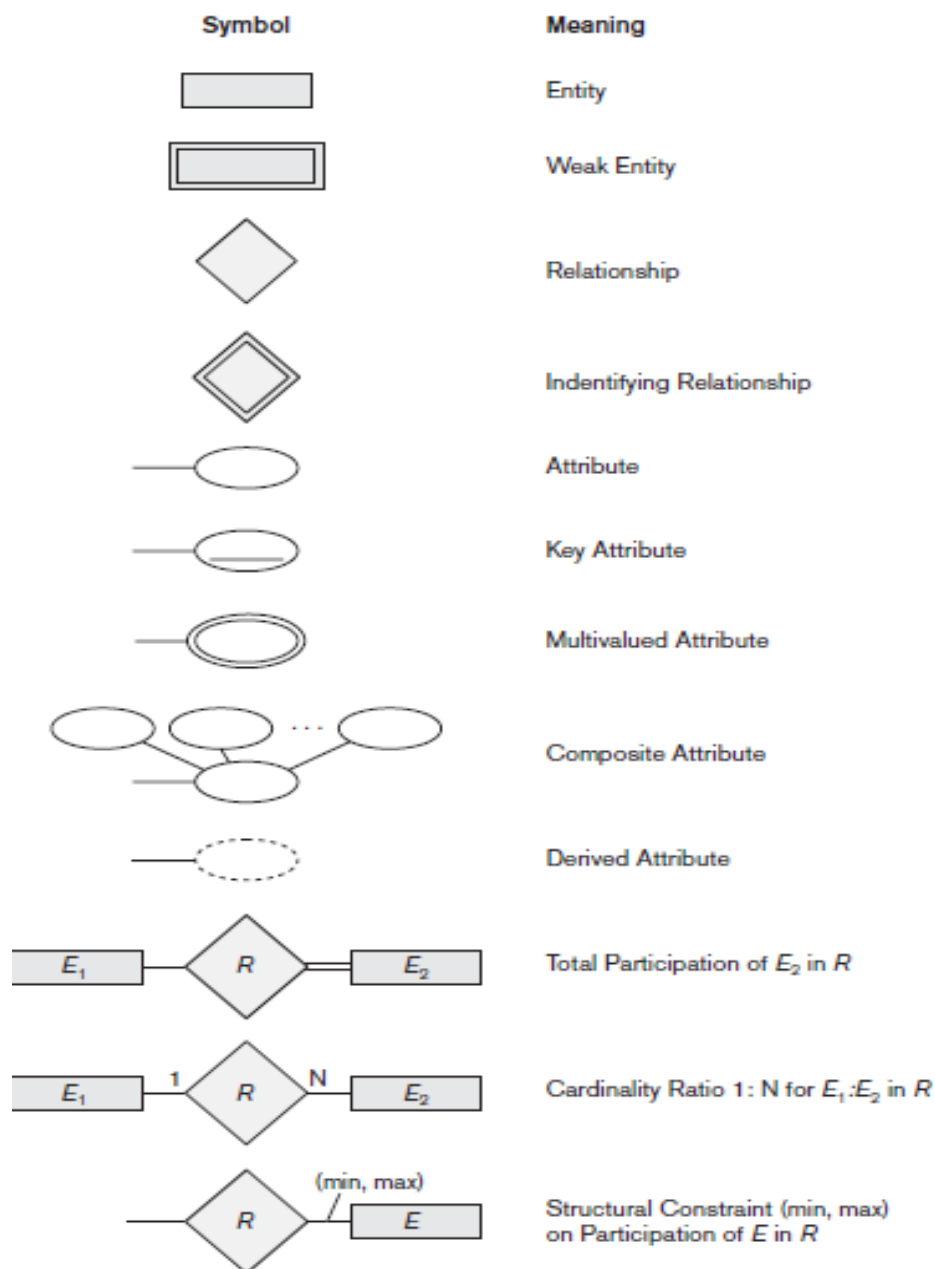 Symbol Meaning
Entity
Weak Entity
Relationship
Indentifying Relationship
Attribute
Key Attribute
Multivalued Attribute
. . .
Composite Attribute
Derived Attribute
E₁ R E₂ Total Participation of E₂ in R
E₁ 1 R N E₂ Cardinality Ratio 1: N for E₁:E₂ in R
(min, max)
R E Structural Constraint (min, max)
on Participation of E in R